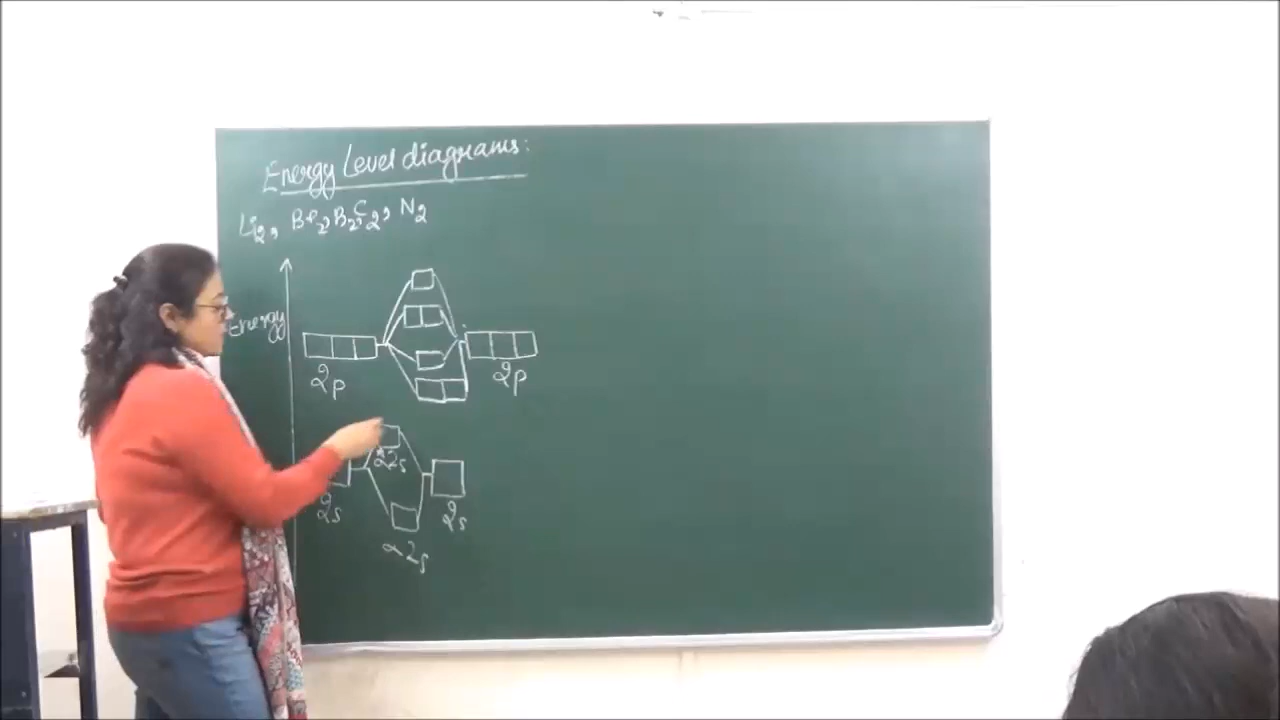 Energy Level diagrams:
Li₂, Be₂, B₂, C₂, N₂
Energy
2p 2p
2s
2s 2s
2s